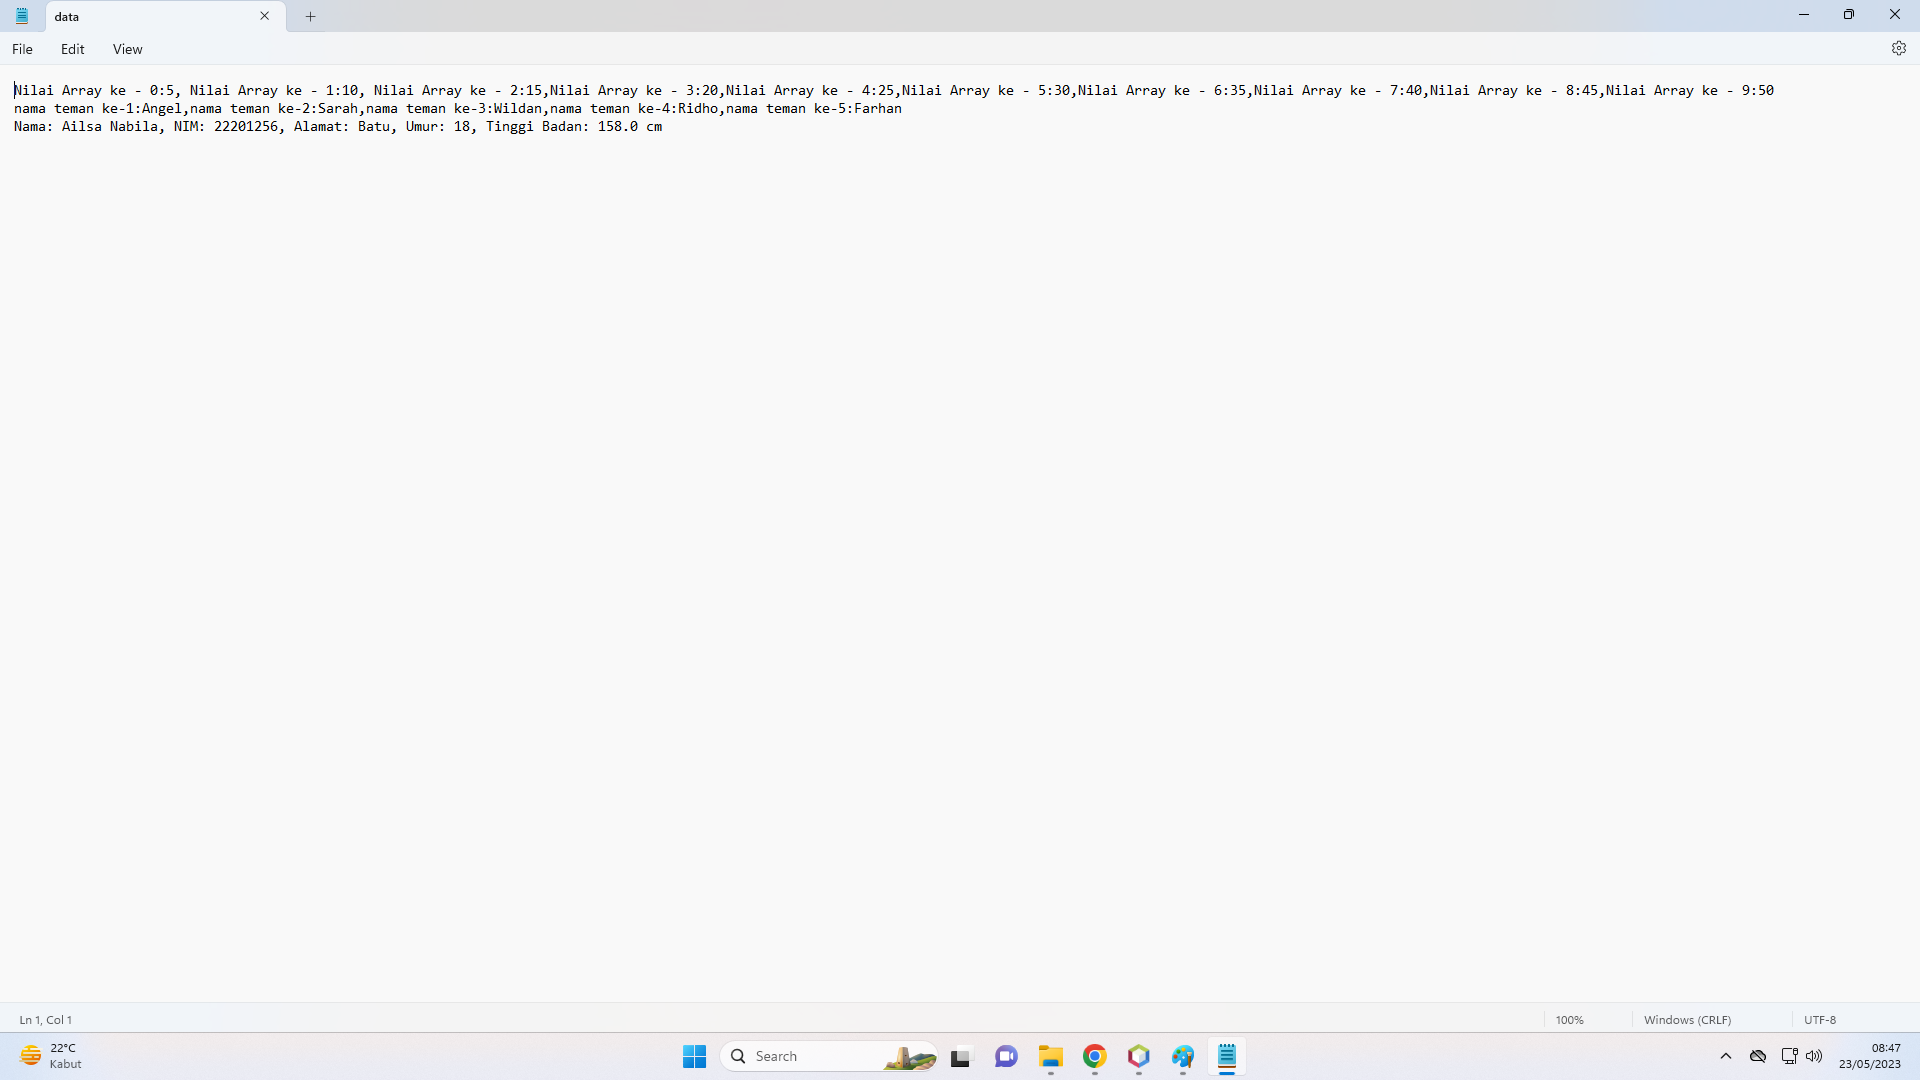 data
File Edit View
Nilai Array ke - 0:5, Nilai Array ke - 1:10, Nilai Array ke - 2:15,Nilai Array ke - 3:20,Nilai Array ke - 4:25,Nilai Array ke - 5:30,Nilai Array ke - 6:35,Nilai Array ke - 7:40,Nilai Array ke - 8:45,Nilai Array ke - 9:50
nama teman ke-1:Angel,nama teman ke-2:Sarah,nama teman ke-3:Wildan,nama teman ke-4:Ridho,nama teman ke-5:Farhan
Nama: Ailsa Nabila, NIM: 22201256, Alamat: Batu, Umur: 18, Tinggi Badan: 158.0 cm
Ln 1, Col 1 100% Windows (CRLF) UTF-8
22°C
Kabut
Search
08:47
23/05/2023